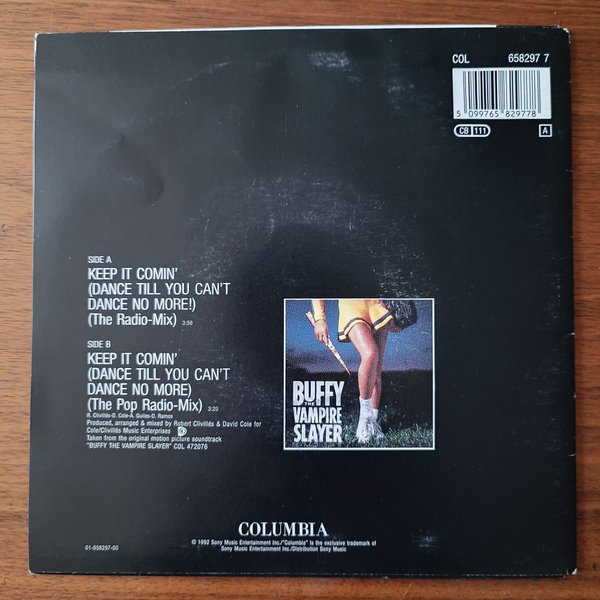 COL 658297 7
5 099765 829778
CB 111 A
SIDE A
KEEP IT COMIN'
(DANCE TILL YOU CAN'T
DANCE NO MORE!)
(The Radio-Mix) 3:56
SIDE B
KEEP IT COMIN'
(DANCE TILL YOU CAN'T
DANCE NO MORE)
(The Pop Radio-Mix) 3:20
R. Clivillés-D. Cole-A. Quiles-D. Ramos
Produced, arranged & mixed by Robert Clivillés & David Cole for
Cole/Clivillés Music Enterprises
Taken from the original motion picture soundtrack
"BUFFY THE VAMPIRE SLAYER" COL 472076
BUFFY
THE
VAMPIRE
SLAYER
COLUMBIA
© 1992 Sony Music Entertainment Inc./"Columbia" is the exclusive trademark of
Sony Music Entertainment Inc./Distribution Sony Music
01-658297-00